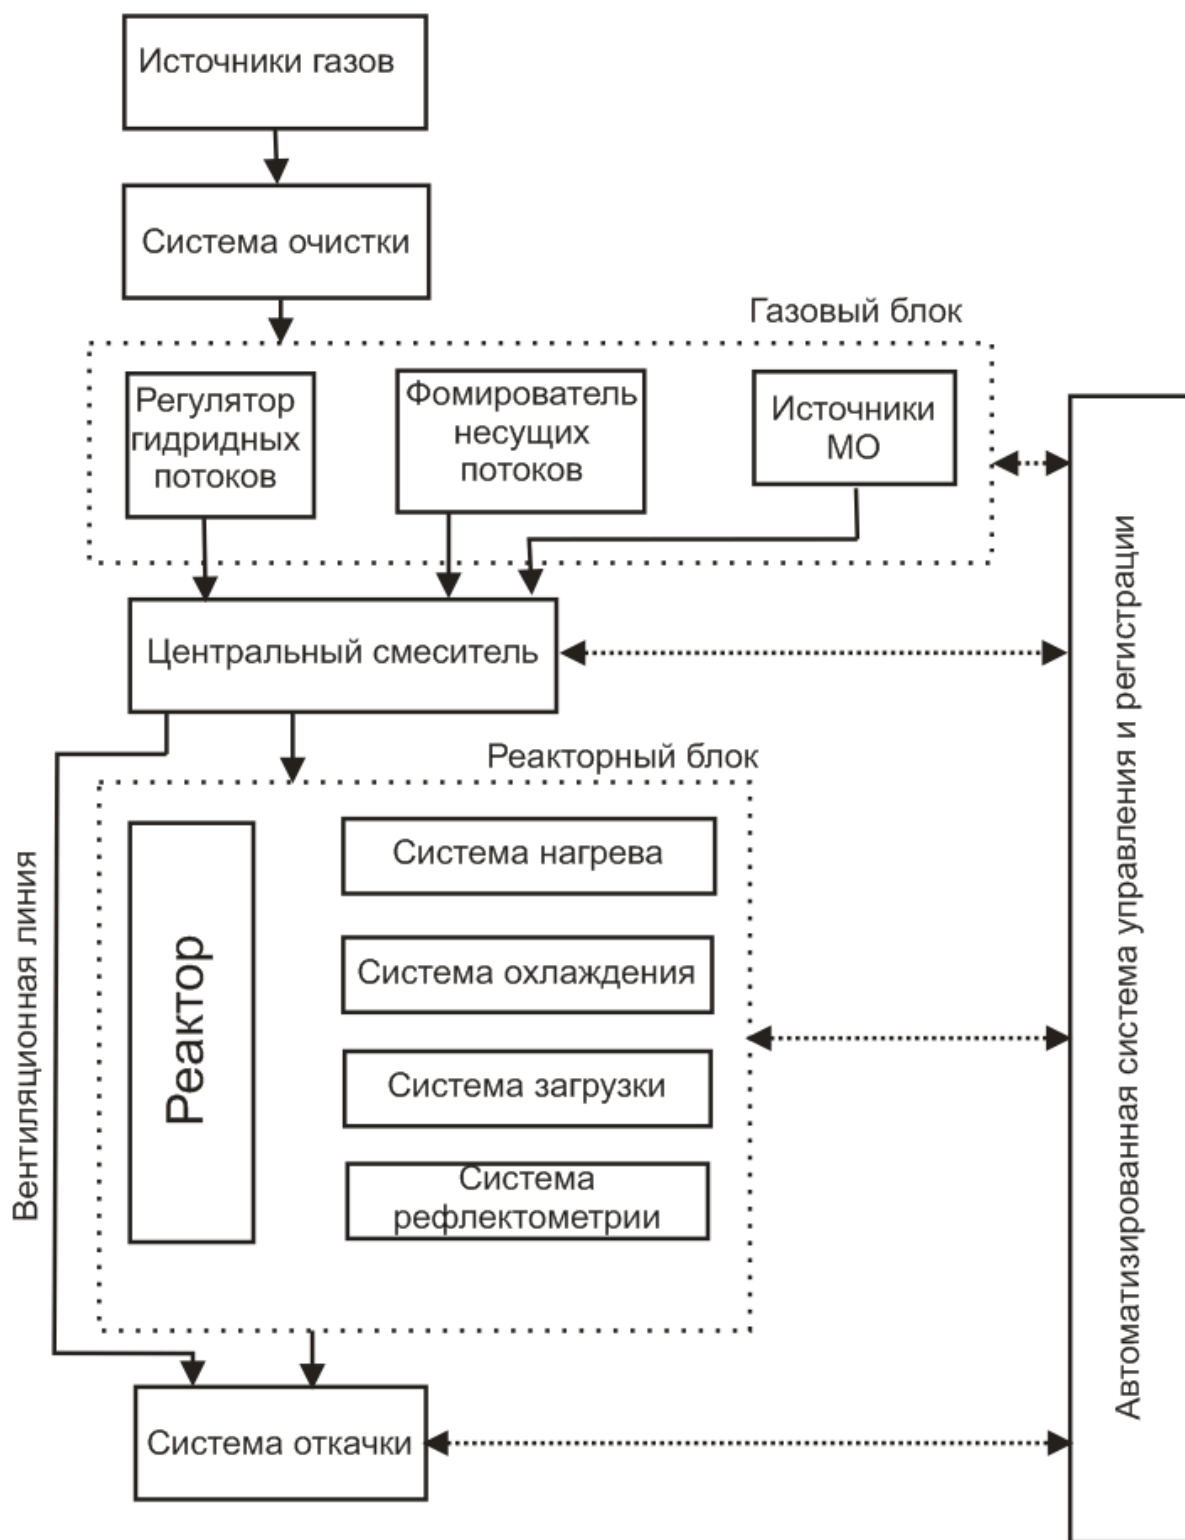 Источники газов
Система очистки
Газовый блок
Регулятор
гидридных
потоков
Фомирователь
несущих
потоков
Источники
МО
Центральный смеситель
Реакторный блок
Реактор
Система нагрева
Система охлаждения
Система загрузки
Система
рефлектометрии
Вентиляционная линия
Система откачки
Автоматизированная система управления и регистрации